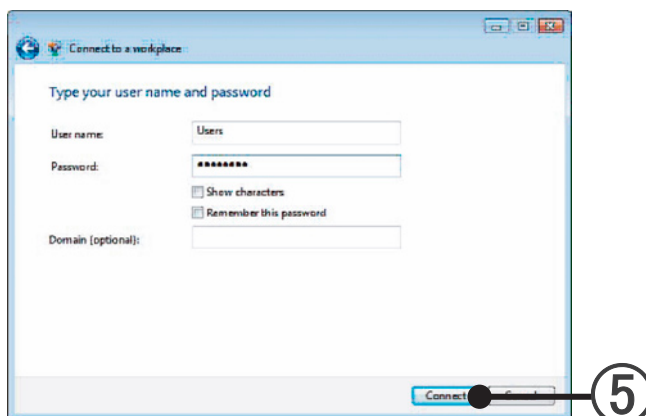 Connect to a workplace
Type your user name and password
User name:
Users
Password:
••••••••
Show characters
Remember this password
Domain (optional):
Connect
5